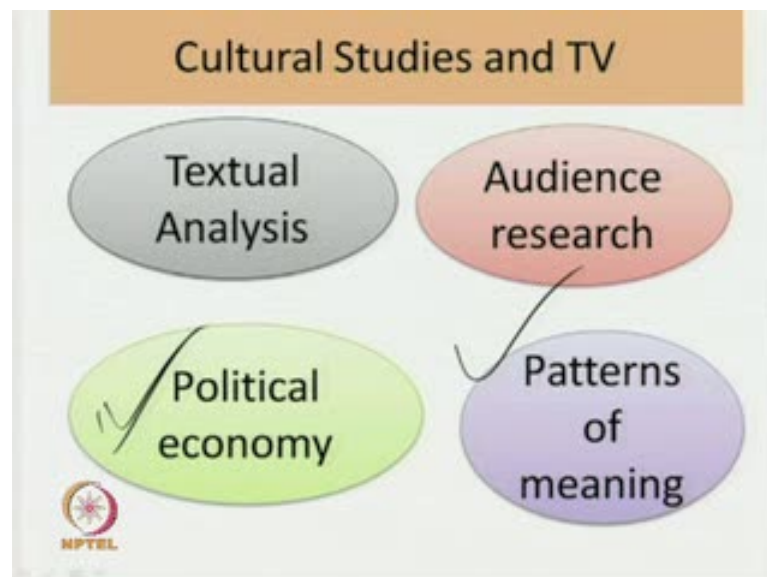 Cultural Studies and TV
Textual
Analysis
Audience
research
Political
economy
Patterns
of
meaning
NPTEL